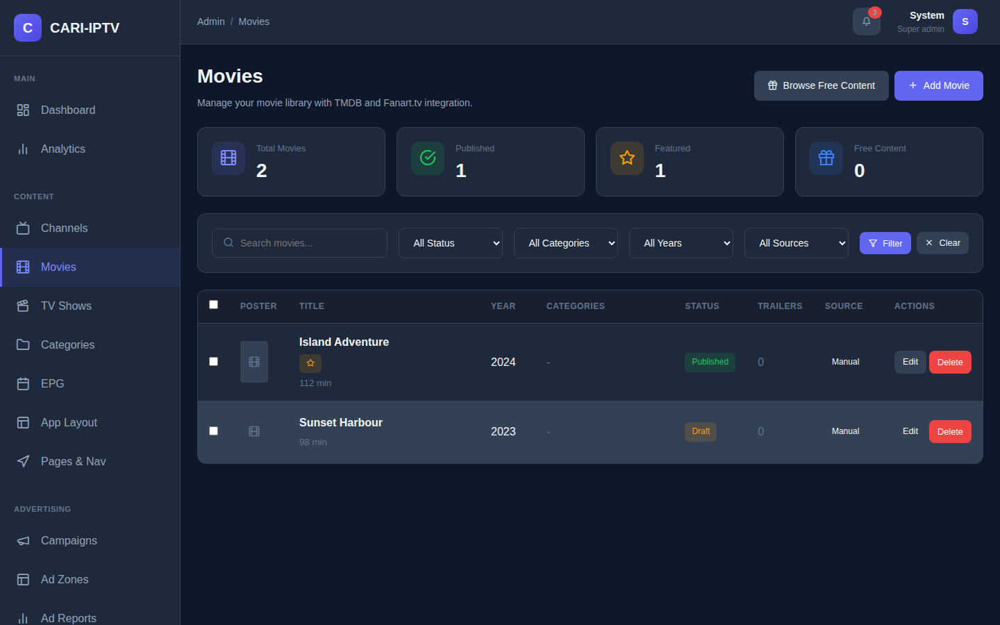 C
CARI-IPTV
MAIN
Dashboard
Analytics
CONTENT
Channels
Movies
TV Shows
Categories
EPG
App Layout
Pages & Nav
ADVERTISING
Campaigns
Ad Zones
Ad Reports
Admin / Movies
3
System
Super admin
S
Movies
Manage your movie library with TMDB and Fanart.tv integration.
Browse Free Content
Add Movie
Total Movies
2
Published
1
Featured
1
Free Content
0
Search movies...
All Status
All Categories
All Years
All Sources
Filter
Clear
POSTER TITLE YEAR CATEGORIES STATUS TRAILERS SOURCE ACTIONS
Island Adventure
112 min
2024 - Published 0 Manual Edit Delete
Sunset Harbour
98 min
2023 - Draft 0 Manual Edit Delete